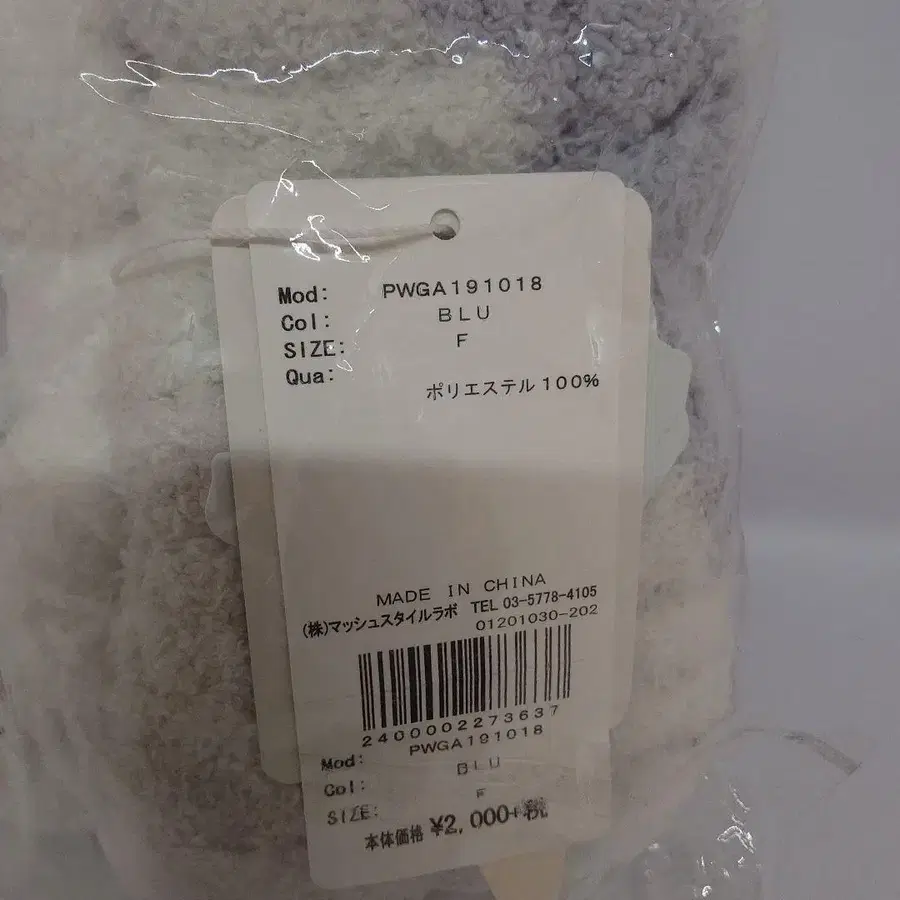 Mod: PWGA191018
Col: BLU
SIZE: F
Qua:
ポリエステル 100%
MADE IN CHINA
(株)マッシュスタイルラボ TEL 03-5778-4105
01201030-202
2400002273637
Mod: PWGA191018
Col: BLU
SIZE: F
本体価格 ¥2,000+税